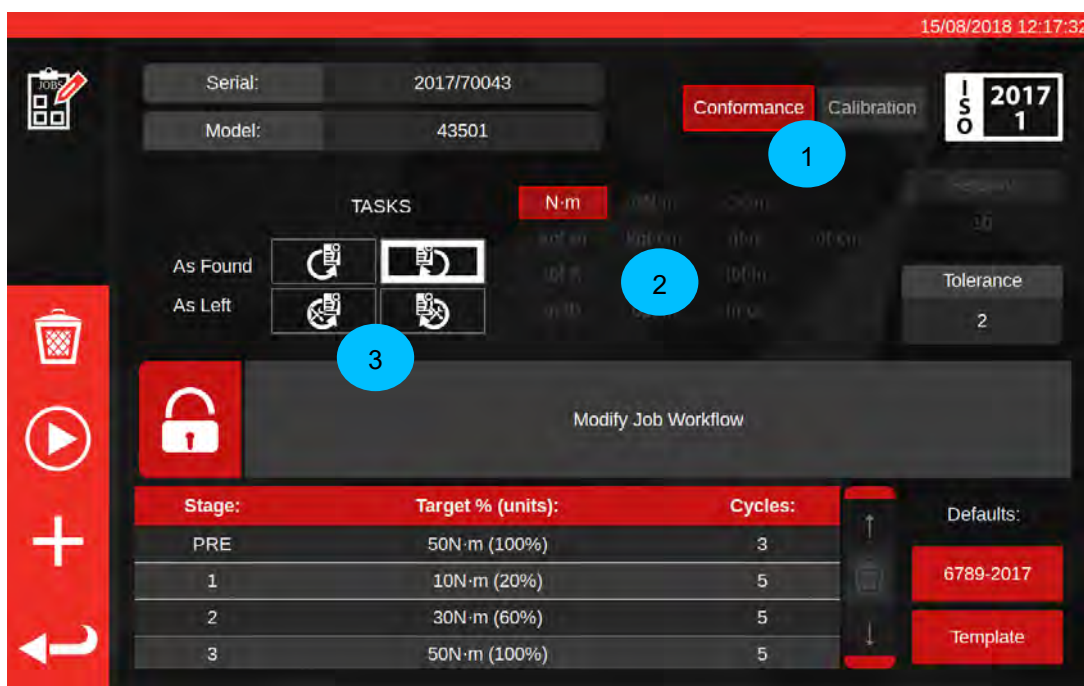 15/08/2018 12:17:32
JOBS
Serial: 2017/70043
Model: 43501
Conformance Calibration
ISO 2017 1
1
TASKS
N·m
As Found
As Left
2
3
Tolerance
2
Modify Job Workflow
Stage: Target % (units): Cycles:
PRE 50N·m (100%) 3
1 10N·m (20%) 5
2 30N·m (60%) 5
3 50N·m (100%) 5
Defaults:
6789-2017
Template